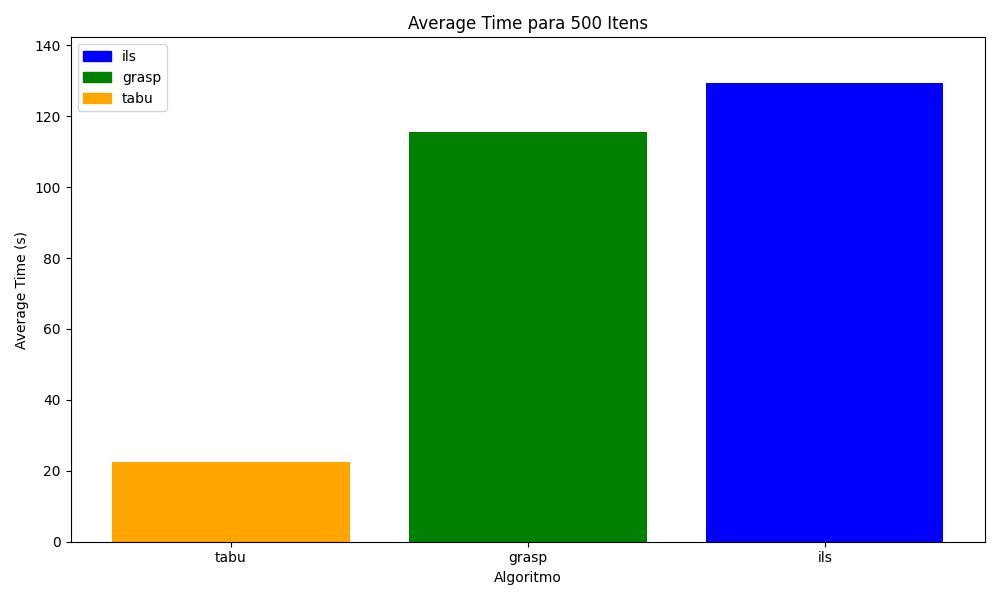 Average Time para 500 Itens
ils
grasp
tabu
140
120
100
80
60
40
20
0
Average Time (s)
tabu
grasp
ils
Algoritmo